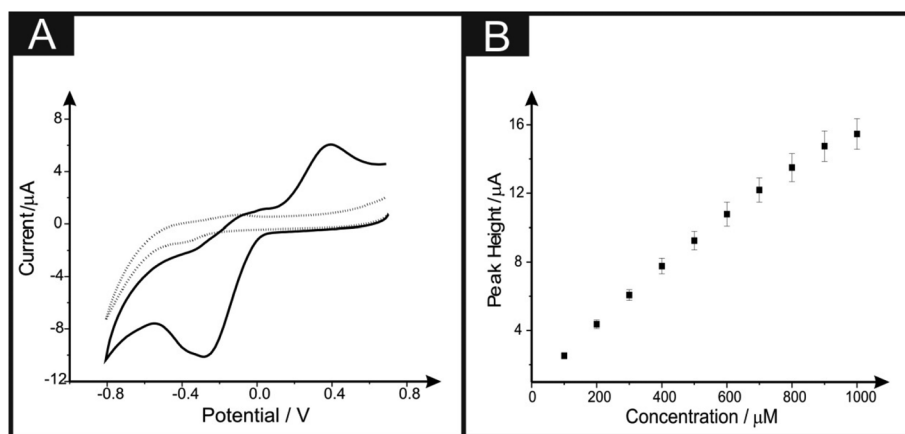 A
8
4
0
-4
-8
-12
Current/μA
-0.8 -0.4 0.0 0.4 0.8
Potential / V
B
16
12
8
4
Peak Height /μA
0 200 400 600 800 1000
Concentration / μM